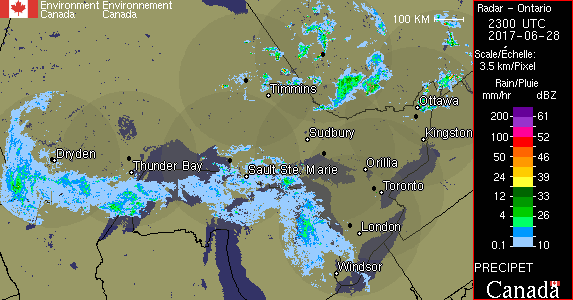 Environment Environnement
Canada Canada
100 KM
Timmins
Ottawa
Sudbury
Kingston
Dryden
Thunder Bay
Sault Ste. Marie
Orillia
Toronto
London
Windsor
Radar - Ontario
2300 UTC
2017-06-28
Scale/Échelle:
3.5 km/Pixel
Rain/Pluie
mm/hr dBZ
200 61
100 52
50 46
24 39
12 33
4 26
0.1 10
PRECIPET
Canada